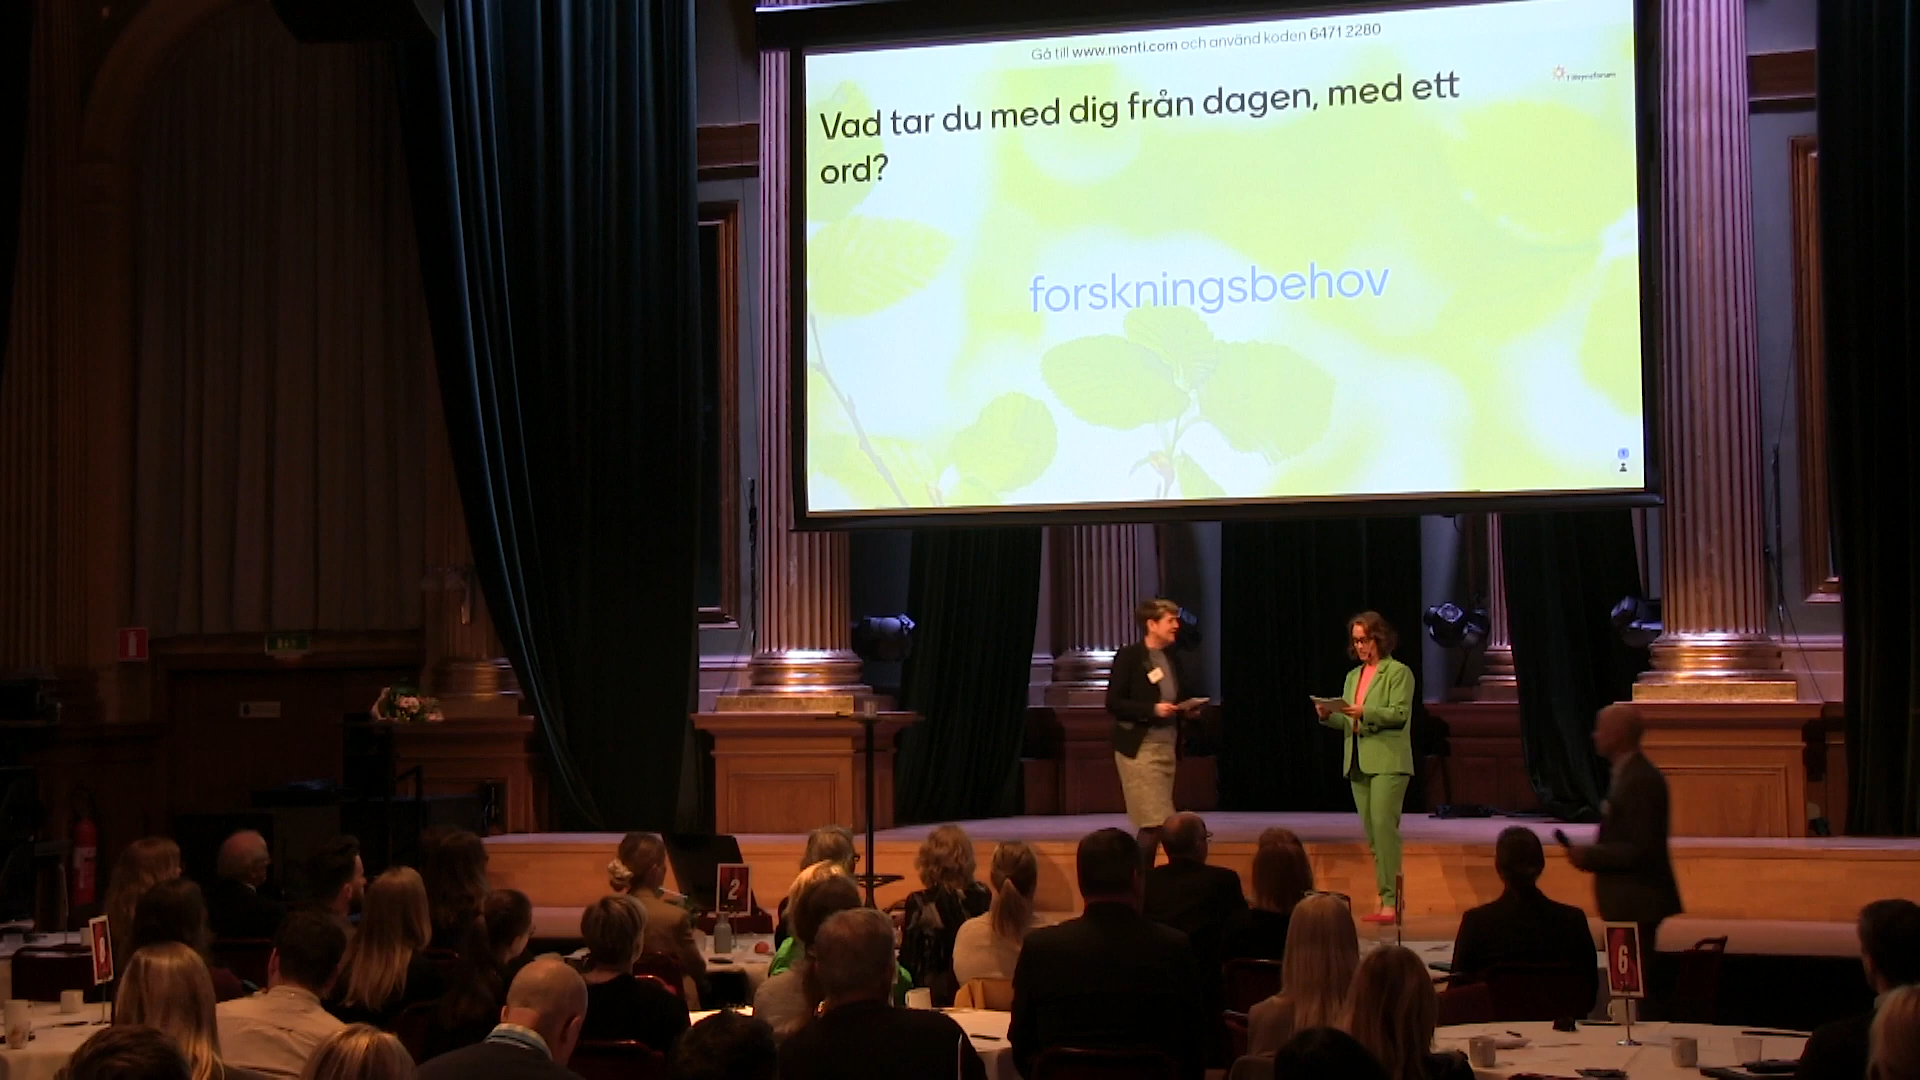 Gå till www.menti.com och använd koden 6471 2280
Vad tar du med dig från dagen, med ett
ord?
forskningsbehov
2
6